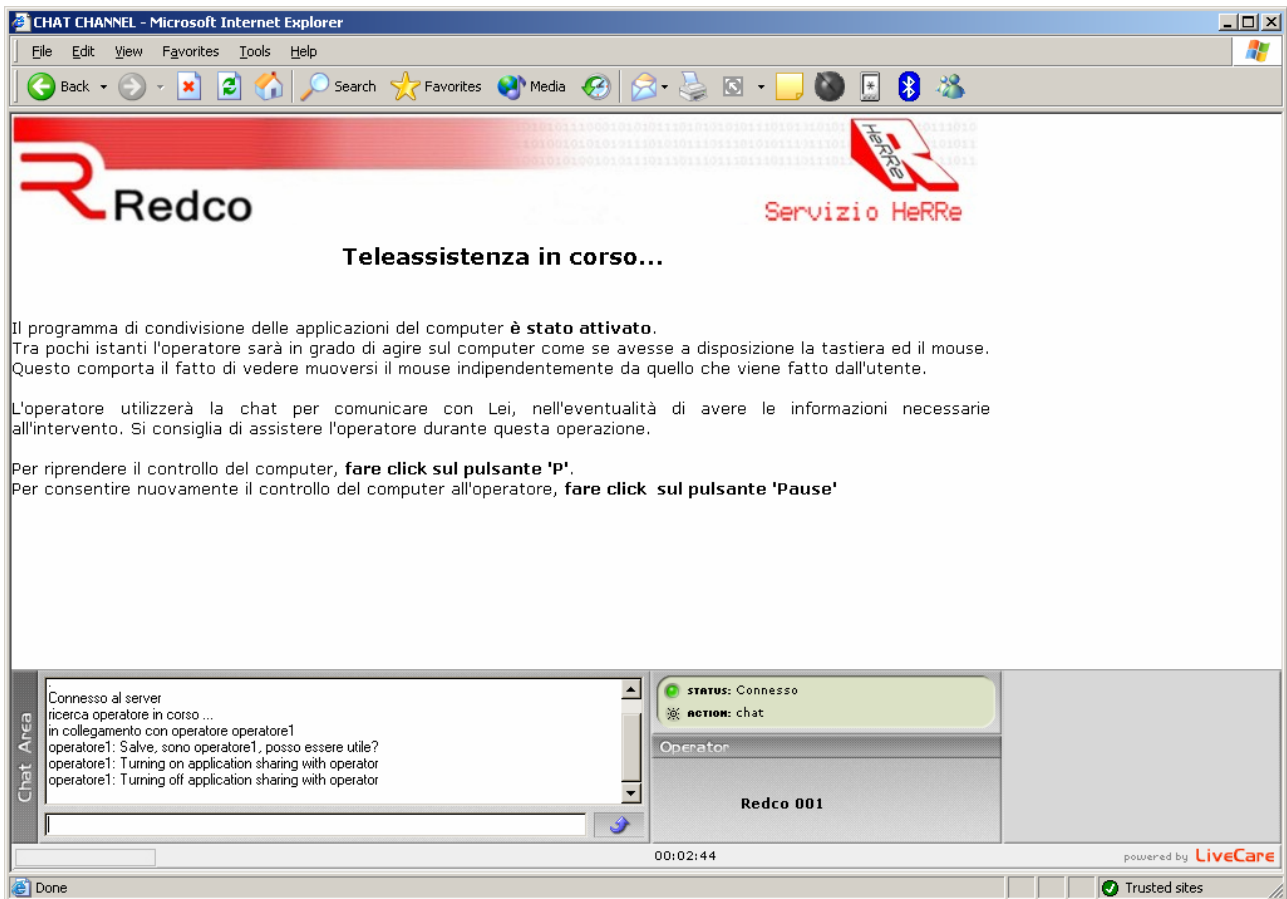 CHAT CHANNEL - Microsoft Internet Explorer
File Edit View Favorites Tools Help
Back Search Favorites Media
Redco
HeRRe
Servizio HeRRe
Teleassistenza in corso...
Il programma di condivisione delle applicazioni del computer è stato attivato.
Tra pochi istanti l'operatore sarà in grado di agire sul computer come se avesse a disposizione la tastiera ed il mouse.
Questo comporta il fatto di vedere muoversi il mouse indipendentemente da quello che viene fatto dall'utente.
L'operatore utilizzerà la chat per comunicare con Lei, nell'eventualità di avere le informazioni necessarie
all'intervento. Si consiglia di assistere l'operatore durante questa operazione.
Per riprendere il controllo del computer, fare click sul pulsante 'P'.
Per consentire nuovamente il controllo del computer all'operatore, fare click sul pulsante 'Pause'
Chat Area
Connesso al server
ricerca operatore in corso ...
in collegamento con operatore operatore1
operatore1: Salve, sono operatore1, posso essere utile?
operatore1: Turning on application sharing with operator
operatore1: Turning off application sharing with operator
STATUS: Connesso
ACTION: chat
Operator
Redco 001
00:02:44
powered by LiveCare
Done
Trusted sites